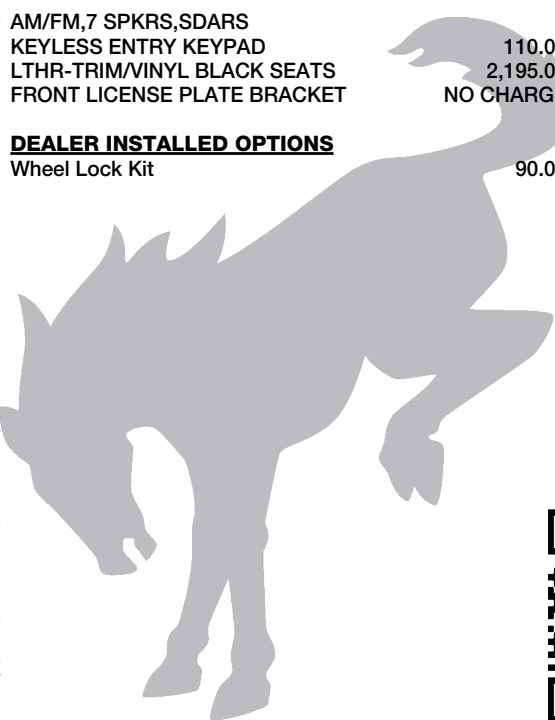 AM/FM,7 SPKRS,SDARS
KEYLESS ENTRY KEYPAD 110.0
LTHR-TRIM/VINYL BLACK SEATS 2,195.0
FRONT LICENSE PLATE BRACKET NO CHARG
DEALER INSTALLED OPTIONS
Wheel Lock Kit 90.0